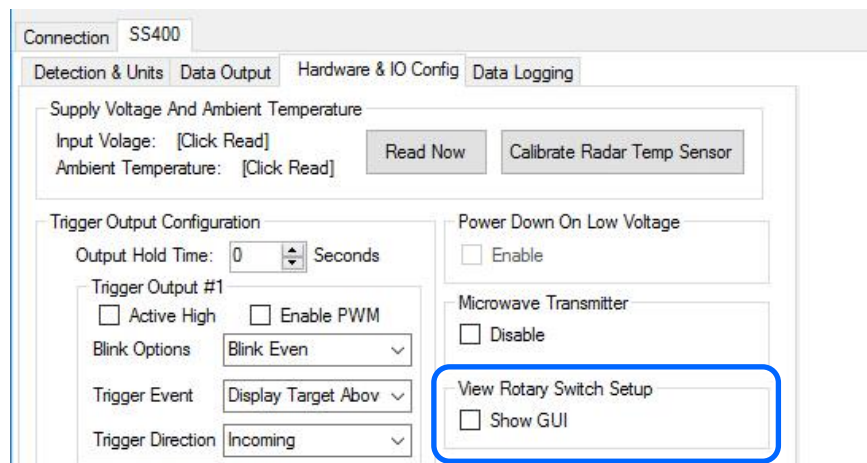 Connection SS400
Detection & Units Data Output Hardware & IO Config Data Logging
Supply Voltage And Ambient Temperature
Input Volage: [Click Read]
Ambient Temperature: [Click Read]
Read Now
Calibrate Radar Temp Sensor
Trigger Output Configuration
Output Hold Time: 0 Seconds
Trigger Output #1
Active High Enable PWM
Blink Options Blink Even
Trigger Event Display Target Abov
Trigger Direction Incoming
Power Down On Low Voltage
Enable
Microwave Transmitter
Disable
View Rotary Switch Setup
Show GUI